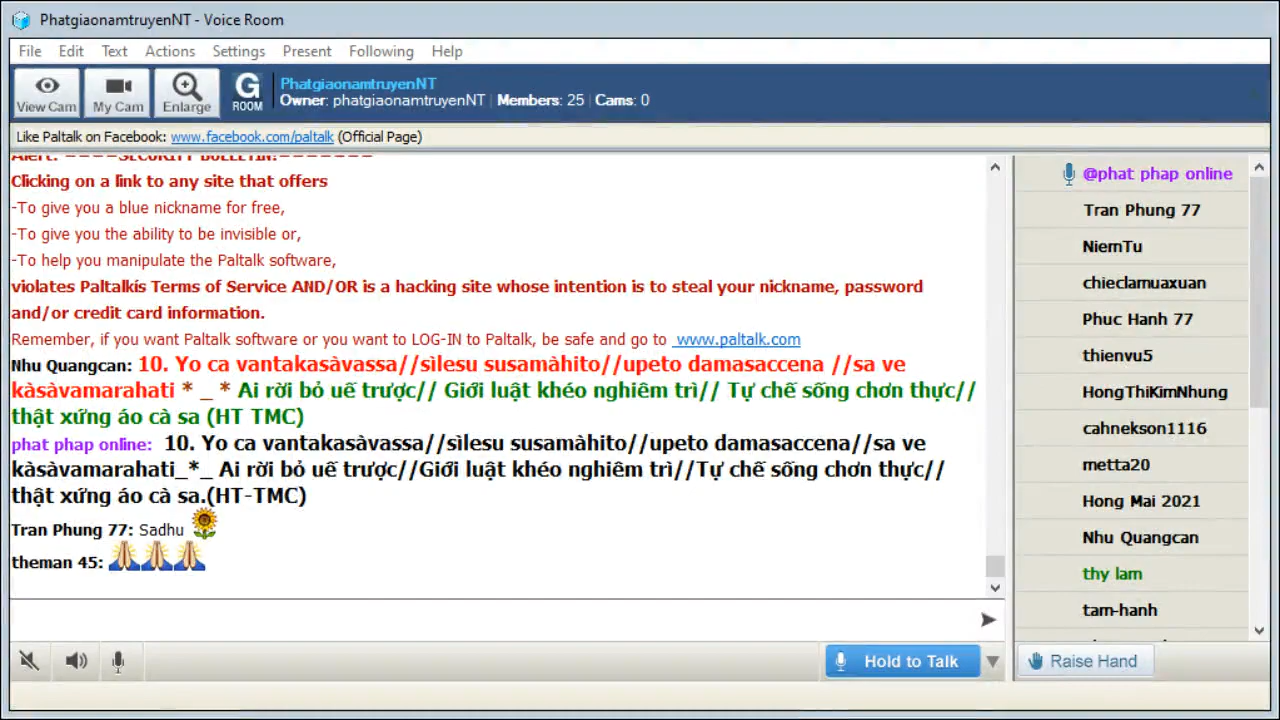 PhatgiaonamtruyenNT - Voice Room
File Edit Text Actions Settings Present Following Help
View Cam My Cam Enlarge G ROOM
PhatgiaonamtruyenNT
Owner: phatgiaonamtruyenNT | Members: 25 | Cams: 0
Like Paltalk on Facebook: www.facebook.com/paltalk (Official Page)
Alert: ====SECURITY BULLETIN!=======
Clicking on a link to any site that offers
-To give you a blue nickname for free,
-To give you the ability to be invisible or,
-To help you manipulate the Paltalk software,
violates Paltalkís Terms of Service AND/OR is a hacking site whose intention is to steal your nickname, password
and/or credit card information.
Remember, if you want Paltalk software or you want to LOG-IN to Paltalk, be safe and go to www.paltalk.com
Nhu Quangcan: 10. Yo ca vantakasàvassa//sìlesu susamàhito//upeto damasaccena //sa ve
kàsàvamarahati * _ * Ai rời bỏ uế trược// Giới luật khéo nghiêm trì// Tự chế sống chơn thực//
thật xứng áo cà sa (HT TMC)
phat phap online: 10. Yo ca vantakasàvassa//sìlesu susamàhito//upeto damasaccena//sa ve
kàsàvamarahati_*_ Ai rời bỏ uế trược//Giới luật khéo nghiêm trì//Tự chế sống chơn thực//
thật xứng áo cà sa.(HT-TMC)
Tran Phung 77: Sadhu
theman 45:
@phat phap online
Tran Phung 77
NiemTu
chieclamuaxuan
Phuc Hanh 77
thienvu5
HongThiKimNhung
cahnekson1116
metta20
Hong Mai 2021
Nhu Quangcan
thy lam
tam-hanh
Hold to Talk
Raise Hand